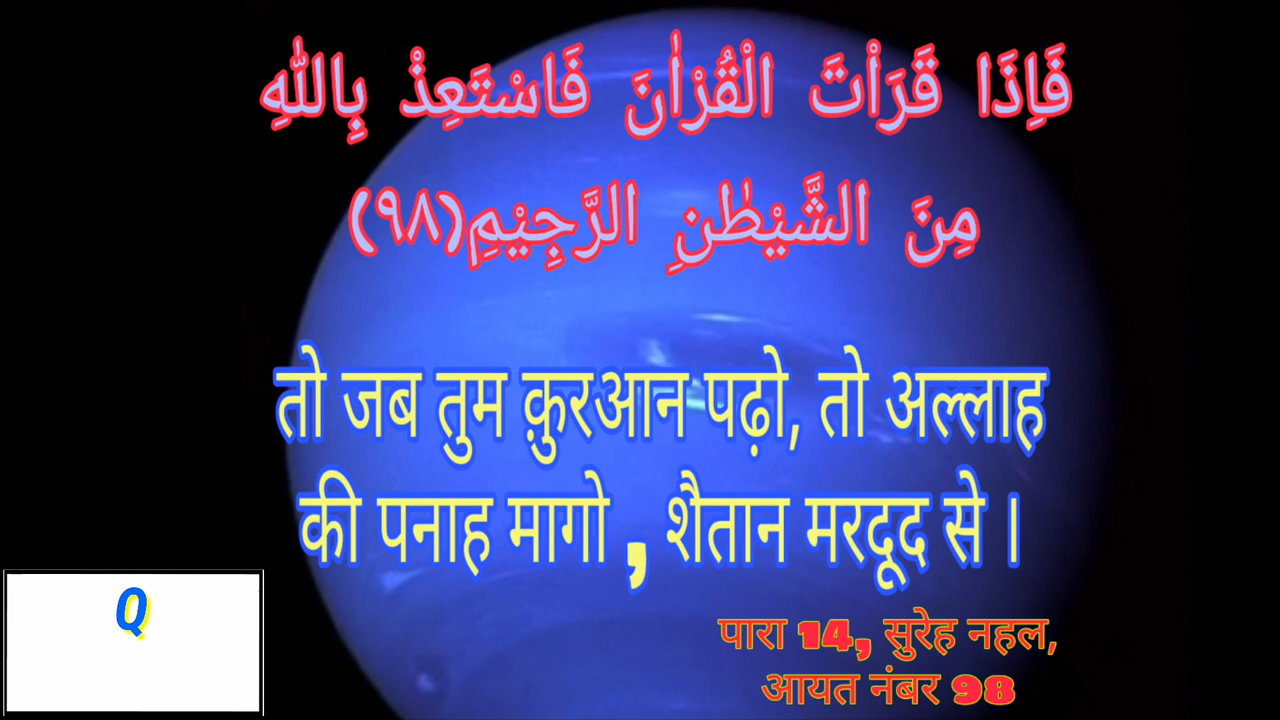 فَاِذَا قَرَاْتَ الْقُرْاٰنَ فَاسْتَعِذْ بِاللّٰهِ
مِنَ الشَّيْطٰنِ الرَّجِيْمِ(٩٨)
तो जब तुम क़ुरआन पढ़ो, तो अल्लाह
की पनाह मागो , शैतान मरदूद से ।
पारा 14, सुरेह नहल,
आयत नंबर 98
Q